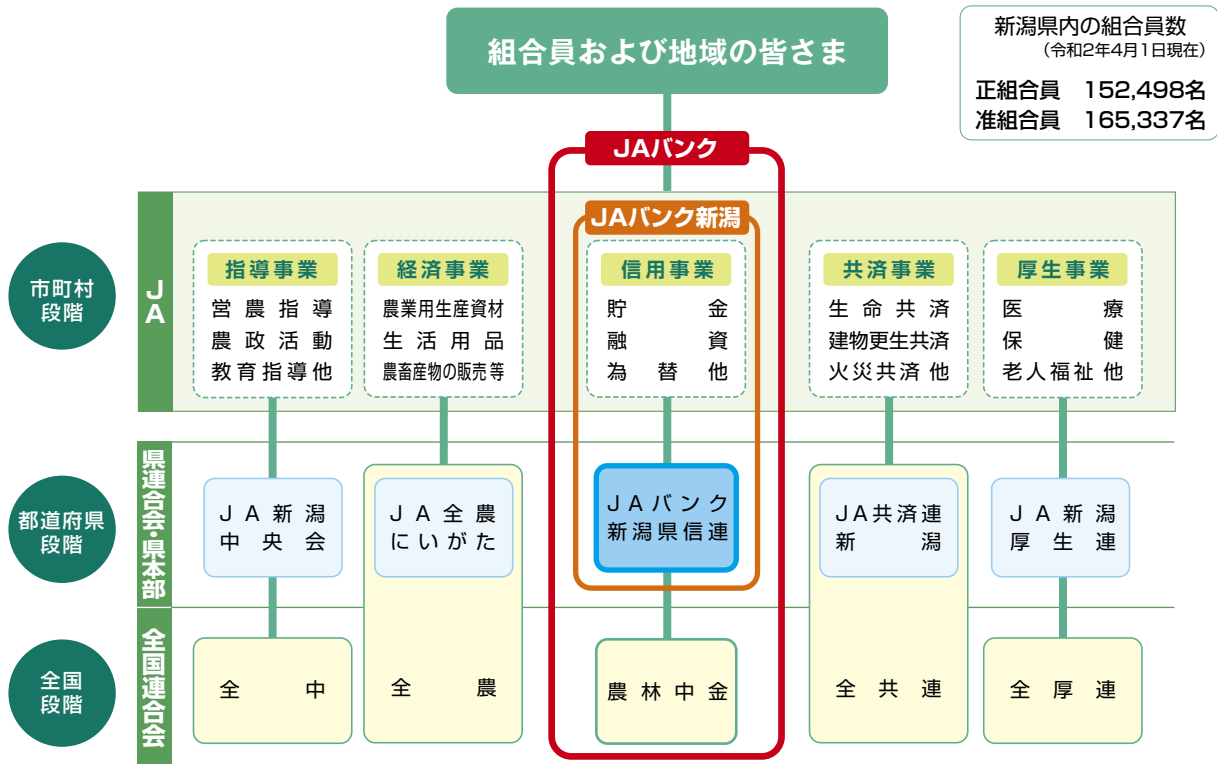 組合員および地域の皆さま
新潟県内の組合員数
（令和2年4月1日現在）
正組合員 152,498名
准組合員 165,337名
JAバンク
JAバンク新潟
市町村
段階
JA
指導事業
営農指導
農政活動
教育指導他
経済事業
農業用生産資材
生活用品
農畜産物の販売等
信用事業
貯金
融資
為替他
共済事業
生命共済
建物更生共済
火災共済他
厚生事業
医療
保健
老人福祉他
都道府県
段階
県連合会・県本部
JA新潟
中央会
JA全農
にいがた
JAバンク
新潟県信連
JA共済連
新潟
JA新潟
厚生連
全国
段階
全国連合会
全中
全農
農林中金
全共連
全厚連